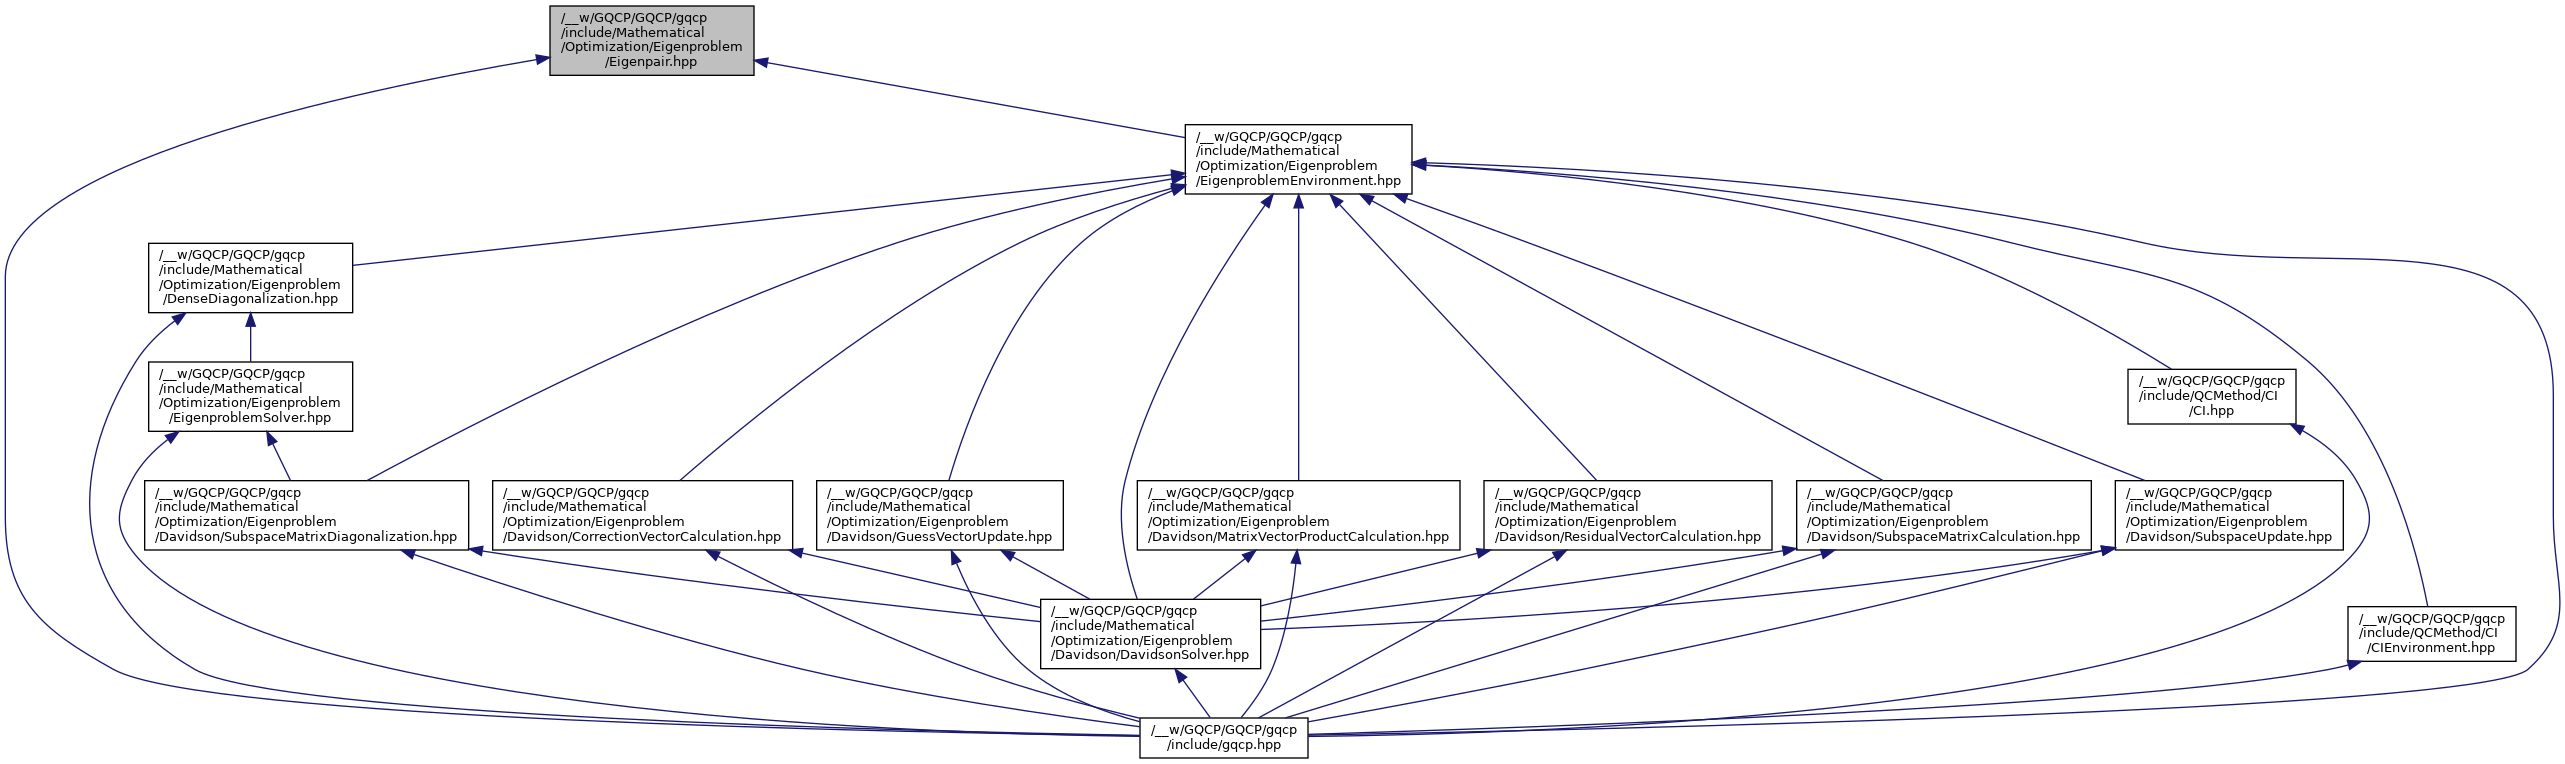 /__w/GQCP/GQCP/gqcp
/include/Mathematical
/Optimization/Eigenproblem
/Eigenpair.hpp
/__w/GQCP/GQCP/gqcp
/include/Mathematical
/Optimization/Eigenproblem
/EigenproblemEnvironment.hpp
/__w/GQCP/GQCP/gqcp
/include/Mathematical
/Optimization/Eigenproblem
/DenseDiagonalization.hpp
/__w/GQCP/GQCP/gqcp
/include/Mathematical
/Optimization/Eigenproblem
/EigenproblemSolver.hpp
/__w/GQCP/GQCP/gqcp
/include/QCMethod/CI
/CI.hpp
/__w/GQCP/GQCP/gqcp
/include/Mathematical
/Optimization/Eigenproblem
/Davidson/SubspaceMatrixDiagonalization.hpp
/__w/GQCP/GQCP/gqcp
/include/Mathematical
/Optimization/Eigenproblem
/Davidson/CorrectionVectorCalculation.hpp
/__w/GQCP/GQCP/gqcp
/include/Mathematical
/Optimization/Eigenproblem
/Davidson/GuessVectorUpdate.hpp
/__w/GQCP/GQCP/gqcp
/include/Mathematical
/Optimization/Eigenproblem
/Davidson/MatrixVectorProductCalculation.hpp
/__w/GQCP/GQCP/gqcp
/include/Mathematical
/Optimization/Eigenproblem
/Davidson/ResidualVectorCalculation.hpp
/__w/GQCP/GQCP/gqcp
/include/Mathematical
/Optimization/Eigenproblem
/Davidson/SubspaceMatrixCalculation.hpp
/__w/GQCP/GQCP/gqcp
/include/Mathematical
/Optimization/Eigenproblem
/Davidson/SubspaceUpdate.hpp
/__w/GQCP/GQCP/gqcp
/include/Mathematical
/Optimization/Eigenproblem
/Davidson/DavidsonSolver.hpp
/__w/GQCP/GQCP/gqcp
/include/QCMethod/CI
/CIEnvironment.hpp
/__w/GQCP/GQCP/gqcp
/include/gqcp.hpp